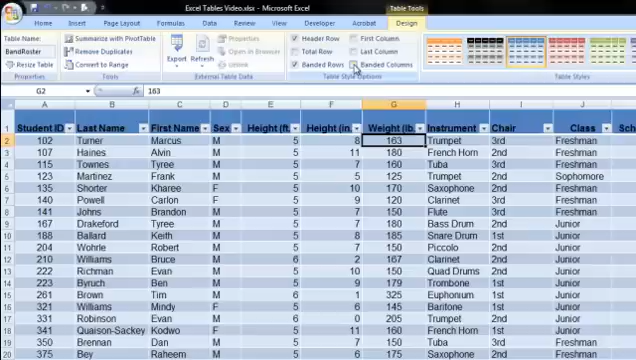 Excel Tables Video.xlsx - Microsoft Excel
Table Tools
Home Insert Page Layout Formulas Data Review View Developer Acrobat Design
Table Name: Summarize with PivotTable Properties Header Row First Column
BandRoster Remove Duplicates Export Refresh Open in Browser Total Row Last Column
Resize Table Convert to Range Unlink Banded Rows Banded Columns
Properties Tools External Table Data Table Style Options Table Styles
G2 fx 163
A B C D E F G H I J
1 Student ID Last Name First Name Sex Height (ft. Height (in. Weight (lb. Instrument Chair Class Sch
2 102 Turner Marcus M 5 8 163 Trumpet 3rd Freshman
3 107 Haines Alvin M 5 11 180 French Horn 2nd Freshman
4 115 Townes Tyree M 5 7 160 Tuba 3rd Freshman
5 123 Martinez Frank M 5 5 125 Trumpet 2nd Sophomore
6 135 Shorter Kharee F 5 10 170 Saxophone 2nd Freshman
7 140 Powell Carlon F 5 9 120 Clarinet 3rd Freshman
8 141 Johns Brandon M 5 7 150 Flute 3rd Freshman
9 167 Drakeford Tyree M 5 9 180 Bass Drum 2nd Junior
10 188 Ballard Keith M 5 9 185 Snare Drum 1st Junior
11 204 Wohrle Robert M 5 7 150 Piccolo 2nd Junior
12 210 Williams Bruce M 6 2 167 Clarinet 2nd Junior
13 222 Richman Evan M 5 10 150 Quad Drums 2nd Junior
14 223 Byruch Ben M 5 9 179 Trombone 1st Junior
15 261 Brown Tim M 6 1 325 Euphonium 1st Junior
16 321 Williams Mindy F 5 6 145 Baritone 1st Junior
17 331 Robinson Evan M 6 0 205 Trumpet 2nd Junior
18 341 Quaison-Sackey Kodwo F 5 11 160 French Horn 1st Junior
19 350 Brennan Dan M 5 7 150 Tuba 1st Junior
20 375 Bey Raheem M 5 6 175 Saxophone 2nd Junior